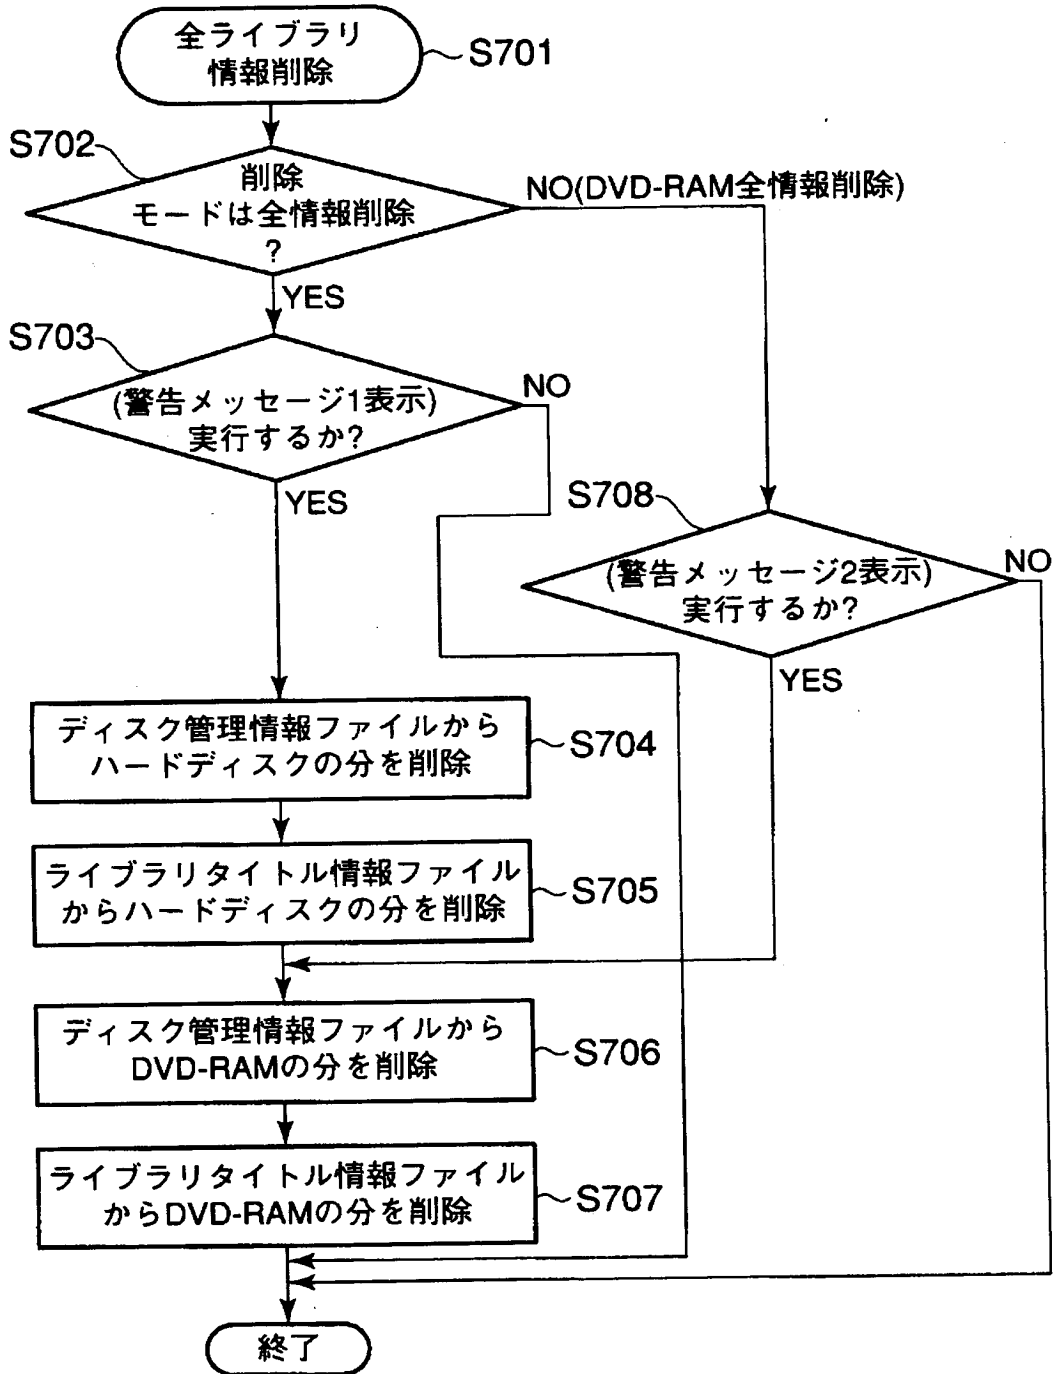 全ライブラリ
情報削除
S701
S702
削除
モードは全情報削除
?
NO(DVD-RAM全情報削除)
YES
S703
(警告メッセージ1表示)
実行するか?
NO
YES
S708
(警告メッセージ2表示)
実行するか?
NO
YES
ディスク管理情報ファイルから
ハードディスクの分を削除
S704
ライブラリタイトル情報ファイル
からハードディスクの分を削除
S705
ディスク管理情報ファイルから
DVD-RAMの分を削除
S706
ライブラリタイトル情報ファイル
からDVD-RAMの分を削除
S707
終了